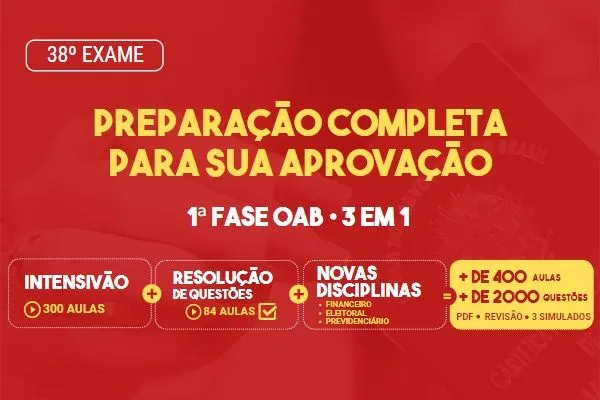 38º EXAME
PREPARAÇÃO COMPLETA
PARA SUA APROVAÇÃO
1ª FASE OAB • 3 EM 1
INTENSIVÃO
300 AULAS
+
RESOLUÇÃO
DE QUESTÕES
84 AULAS
+
NOVAS
DISCIPLINAS
• FINANCEIRO
• ELEITORAL
• PREVIDENCIÁRIO
=
+ DE 400 AULAS
+ DE 2000 QUESTÕES
PDF • REVISÃO • 3 SIMULADOS